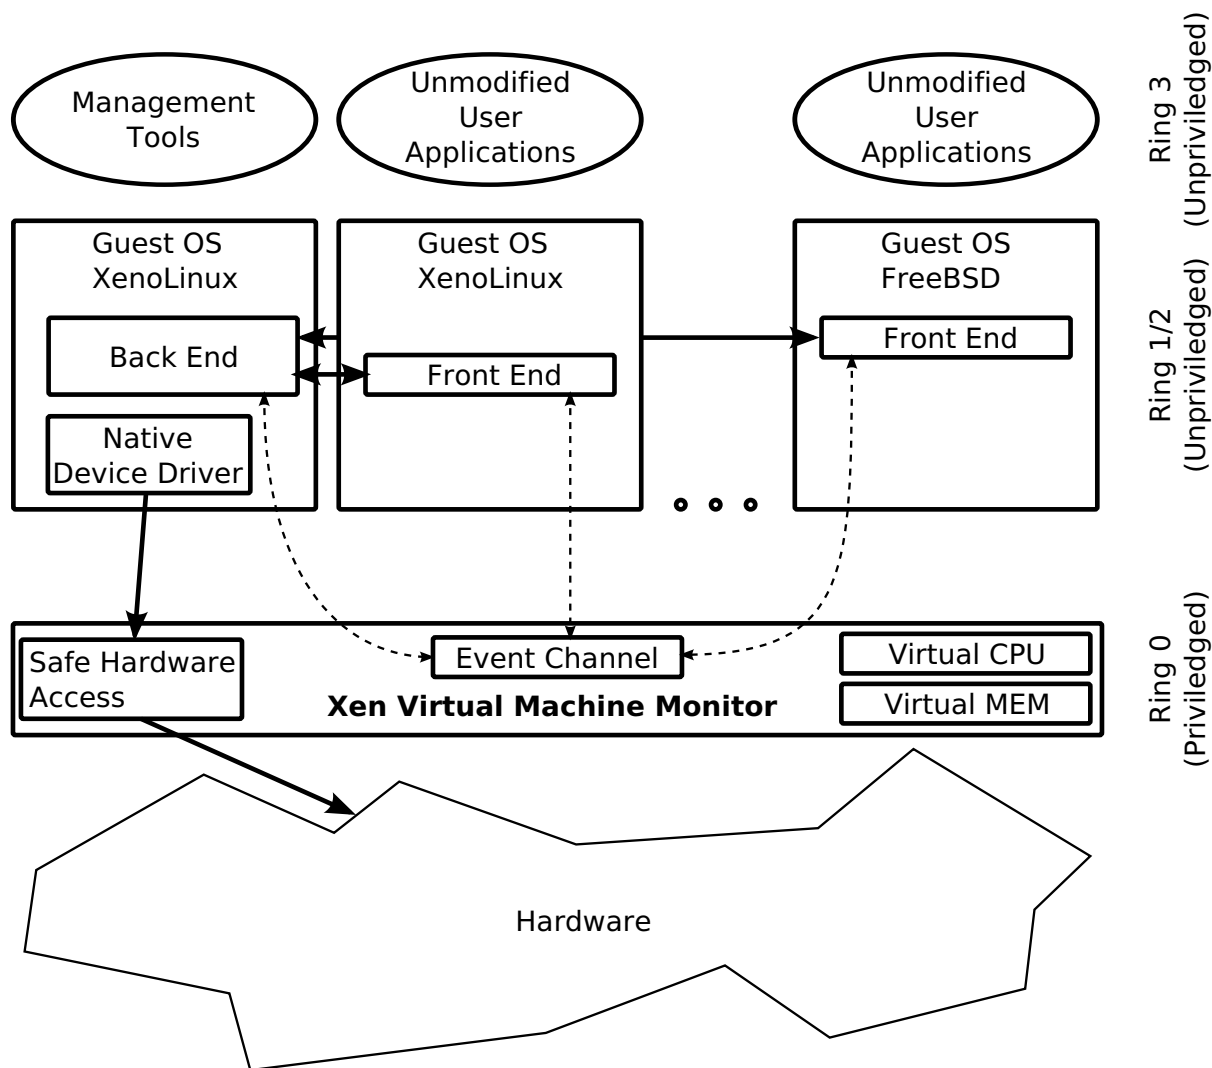 Management
Tools
Unmodified
User
Applications
Unmodified
User
Applications
Ring 3
(Unpriviledged)
Guest OS
XenoLinux
Back End
Native
Device Driver
Guest OS
XenoLinux
Front End
Guest OS
FreeBSD
Front End
Ring 1/2
(Unpriviledged)
Safe Hardware
Access
Event Channel
Xen Virtual Machine Monitor
Virtual CPU
Virtual MEM
Ring 0
(Priviledged)
Hardware